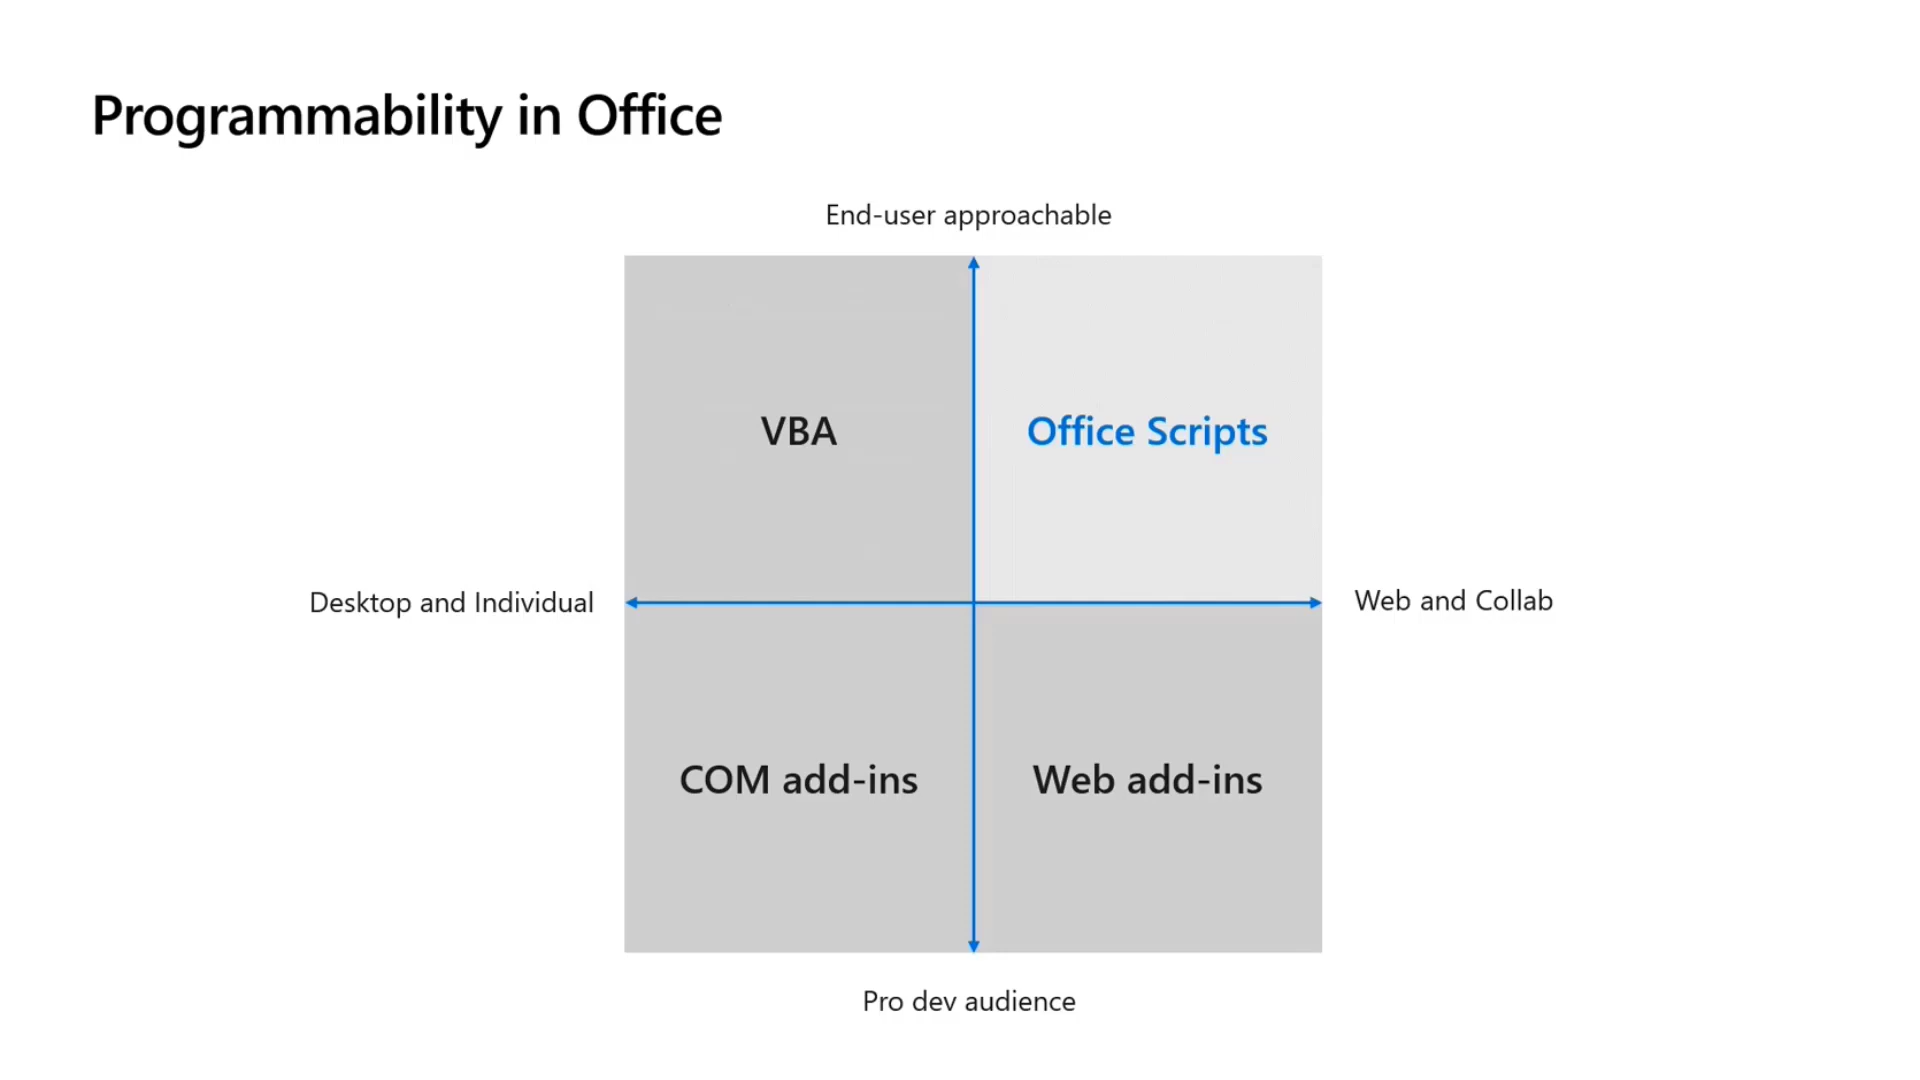 Programmability in Office
End-user approachable
VBA
Office Scripts
Desktop and Individual
Web and Collab
COM add-ins
Web add-ins
Pro dev audience